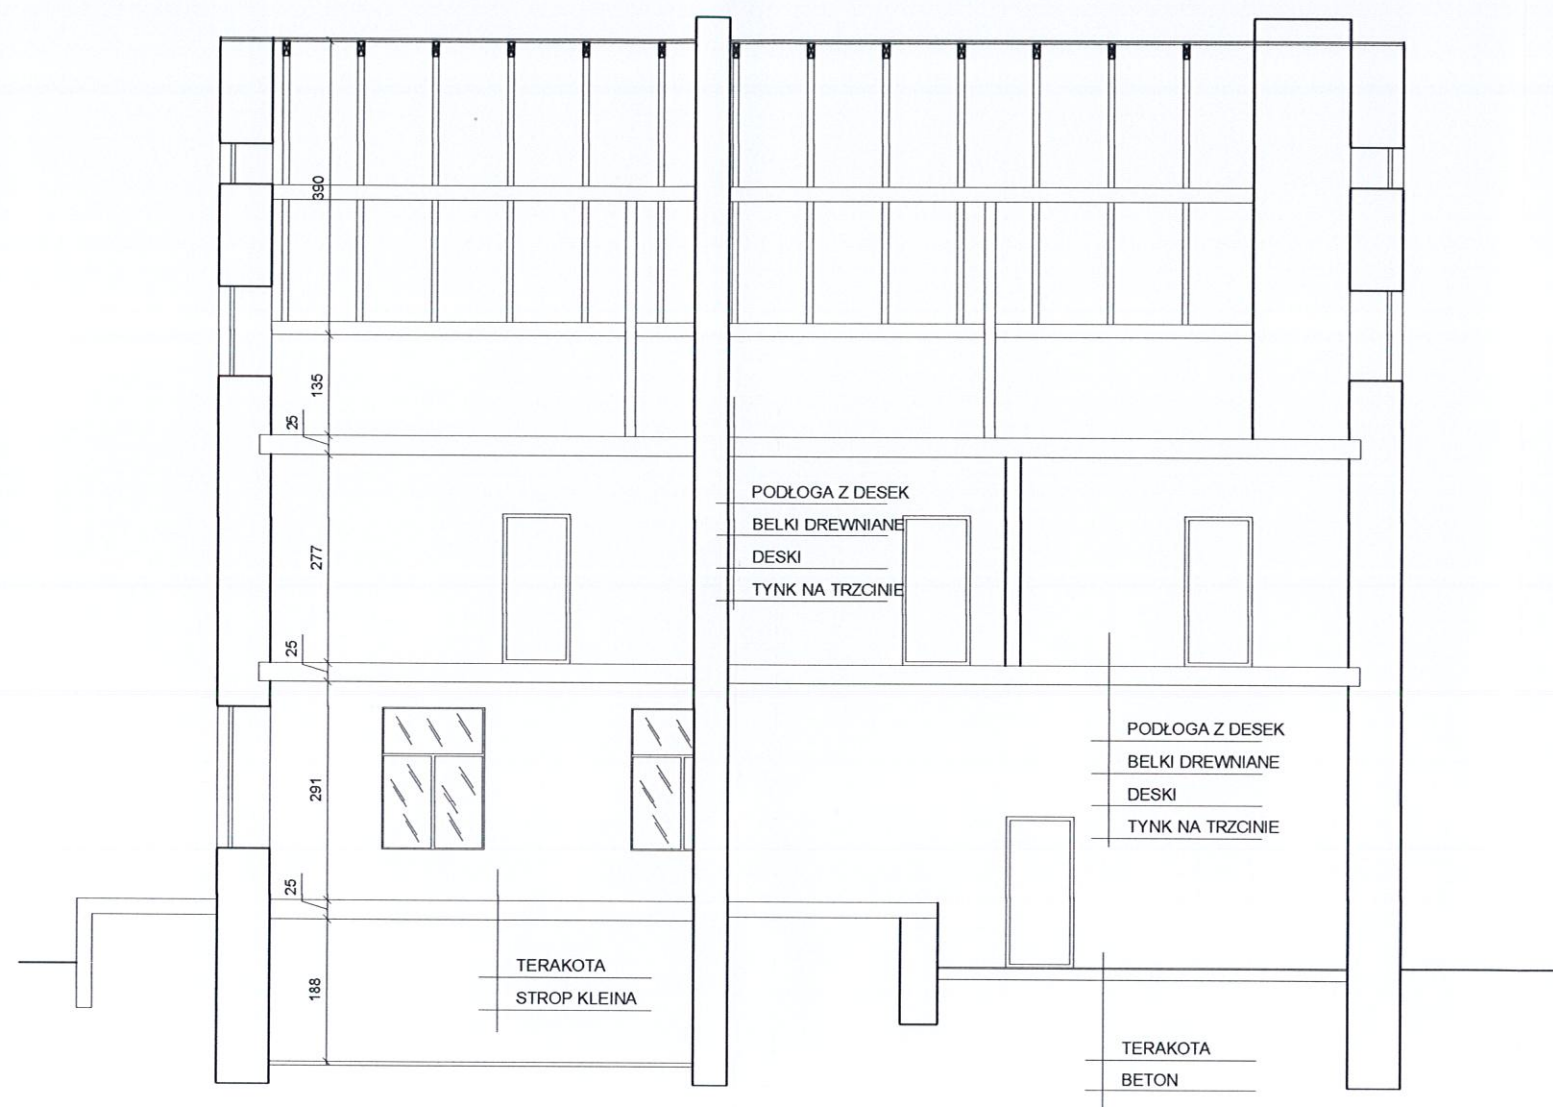 390
135
25
PODŁOGA Z DESEK
BELKI DREWNIANE
DESKI
TYNK NA TRZCINIE
277
25
PODŁOGA Z DESEK
BELKI DREWNIANE
DESKI
TYNK NA TRZCINIE
291
25
TERAKOTA
STROP KLEINA
188
TERAKOTA
BETON